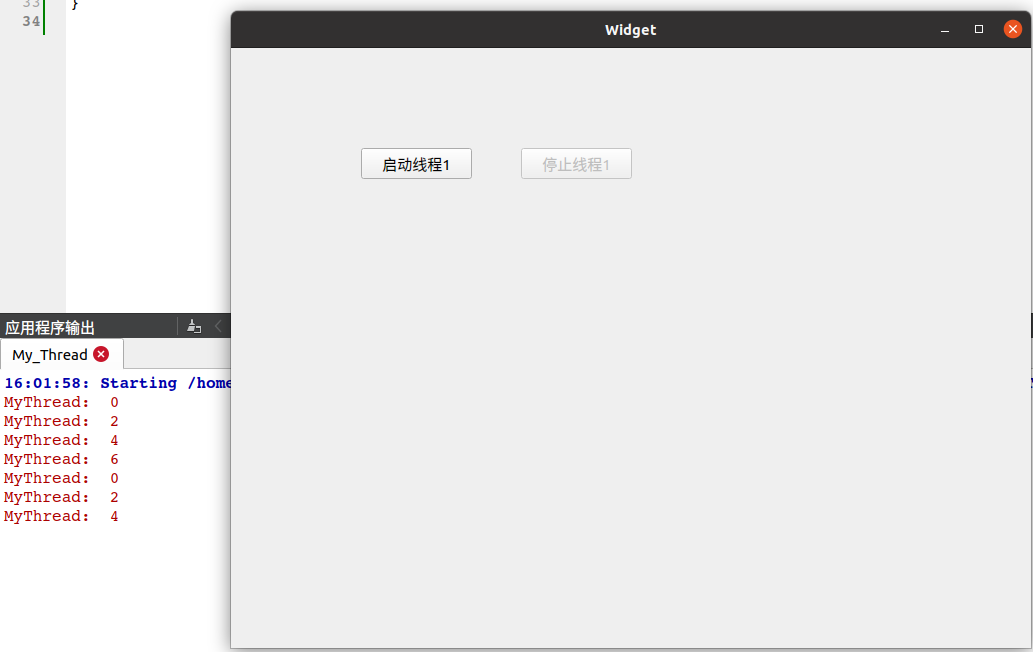 33 }
34
Widget
启动线程1 停止线程1
应用程序输出
My_Thread
16:01:58: Starting /home
MyThread: 0
MyThread: 2
MyThread: 4
MyThread: 6
MyThread: 0
MyThread: 2
MyThread: 4